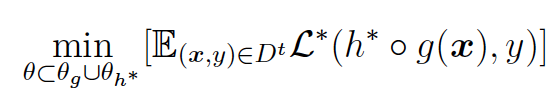 min_{θ⊂θ_g∪θ_{h*}} [𝔼_{(𝒙,y)∈D^t} 𝓛*(h* ∘ g(𝒙), y)]